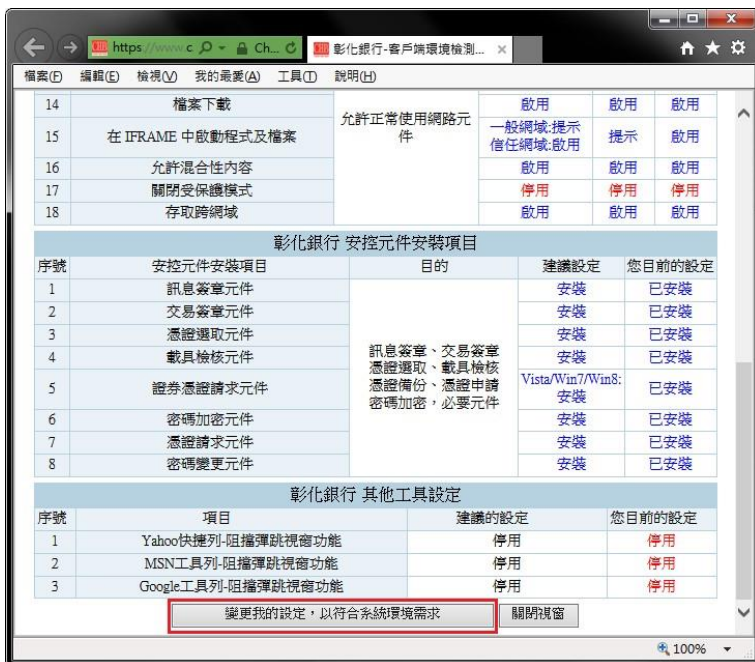 https://www.c
Ch...
彰化銀行-客戶端環境檢測...
檔案(F) 編輯(E) 檢視(V) 我的最愛(A) 工具(T) 說明(H)
14 檔案下載 啟用 啟用 啟用
允許正常使用網路元件
15 在 IFRAME 中啟動程式及檔案 一般網域:提示 信任網域:啟用 提示 啟用
16 允許混合性內容 啟用 啟用 啟用
17 關閉受保護模式 停用 停用 停用
18 存取跨網域 啟用 啟用 啟用
彰化銀行 安控元件安裝項目
序號 安控元件安裝項目 目的 建議設定 您目前的設定
1 訊息簽章元件 安裝 已安裝
2 交易簽章元件 安裝 已安裝
3 憑證選取元件 安裝 已安裝
4 載具檢核元件 安裝 已安裝
訊息簽章、交易簽章
憑證選取、載具檢核
憑證備份、憑證申請
密碼加密，必要元件
5 證券憑證請求元件 Vista/Win7/Win8:安裝 已安裝
6 密碼加密元件 安裝 已安裝
7 憑證請求元件 安裝 已安裝
8 密碼變更元件 安裝 已安裝
彰化銀行 其他工具設定
序號 項目 建議的設定 您目前的設定
1 Yahoo快捷列-阻擋彈跳視窗功能 停用 停用
2 MSN工具列-阻擋彈跳視窗功能 停用 停用
3 Google工具列-阻擋彈跳視窗功能 停用 停用
變更我的設定，以符合系統環境需求 關閉視窗
100%